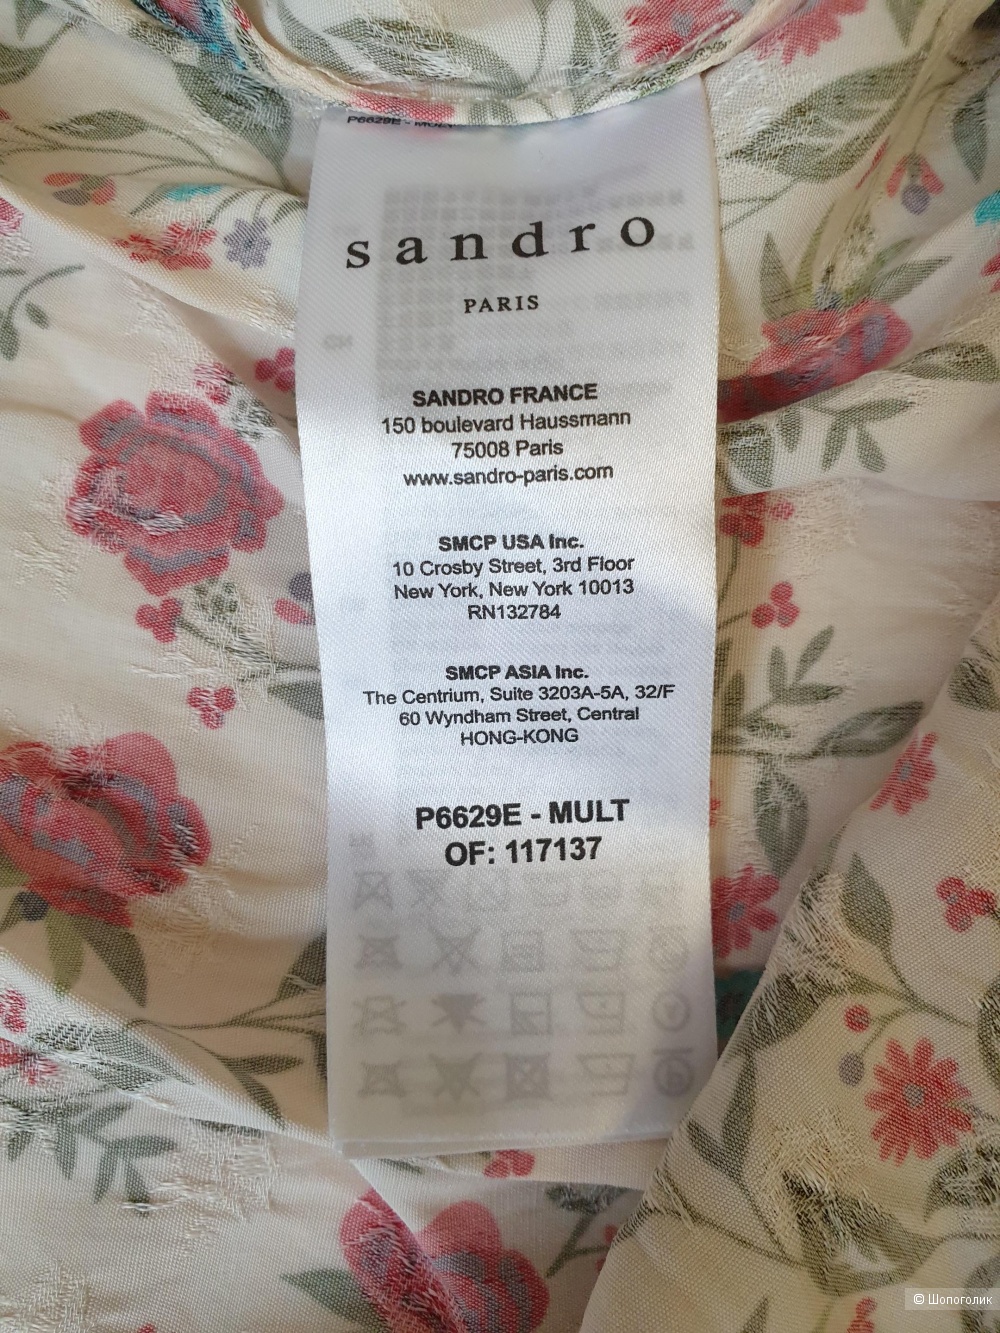 P6629E - MULT
sandro
PARIS
SANDRO FRANCE
150 boulevard Haussmann
75008 Paris
www.sandro-paris.com
SMCP USA Inc.
10 Crosby Street, 3rd Floor
New York, New York 10013
RN132784
SMCP ASIA Inc.
The Centrium, Suite 3203A-5A, 32/F
60 Wyndham Street, Central
HONG-KONG
P6629E - MULT
OF: 117137
© Шопоголик